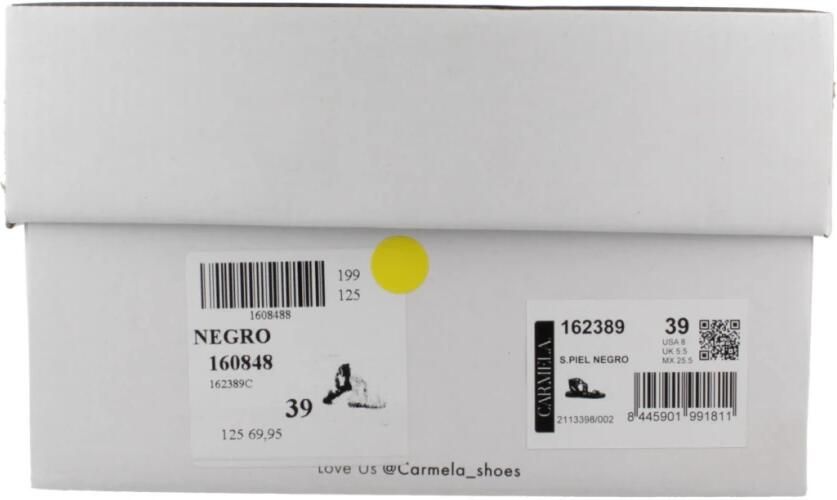 199
125
1608488
NEGRO
160848
162389C
39
125 69,95
CARMELA
162389
39
USA 8
UK 5.5
MX 25.5
S.PIEL NEGRO
2113398/002
8 445901 991811
Love Us @Carmela_shoes